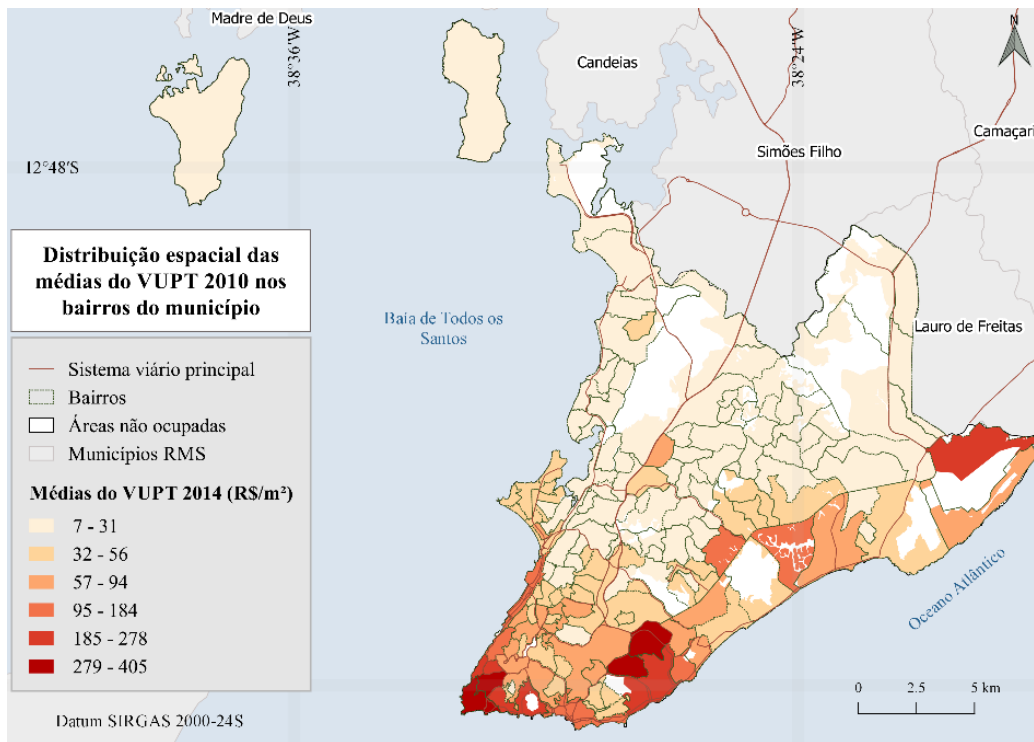 Madre de Deus
38°36'W
Candeias
38°24'W
N
Camaçari
Simões Filho
12°48'S
Distribuição espacial das
médias do VUPT 2010 nos
bairros do município
Baía de Todos os
Santos
Lauro de Freitas
Sistema viário principal
Bairros
Áreas não ocupadas
Municípios RMS
Médias do VUPT 2014 (R$/m²)
7 - 31
32 - 56
57 - 94
95 - 184
185 - 278
279 - 405
Oceano Atlântico
0 2.5 5 km
Datum SIRGAS 2000-24S